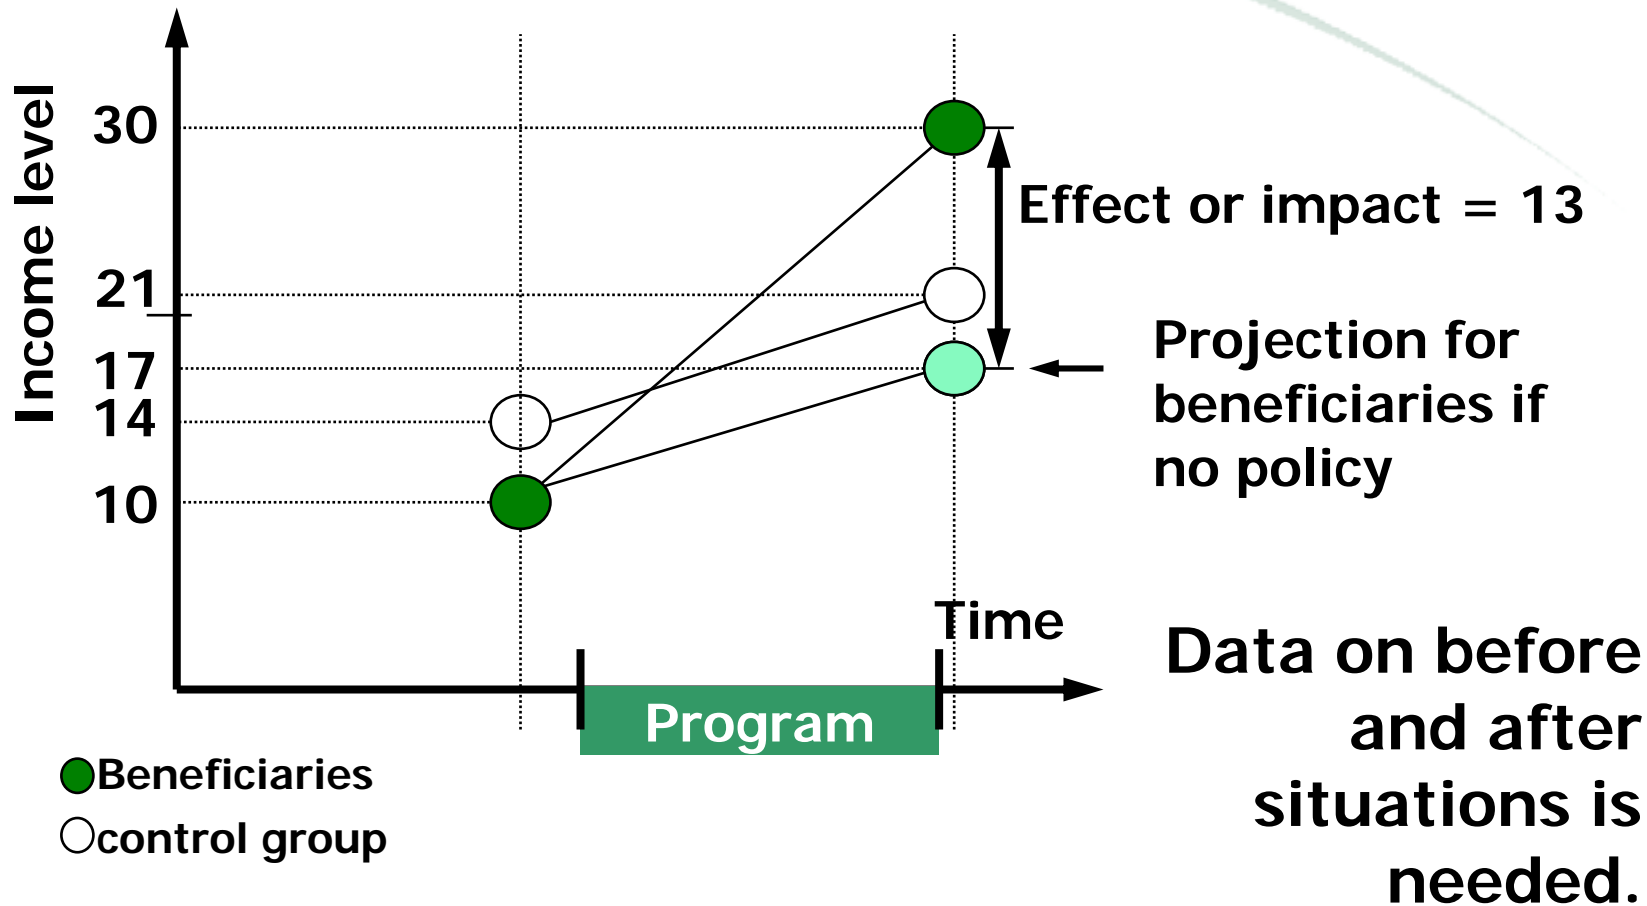 Income level
30
21
17
14
10
Effect or impact = 13
Projection for
beneficiaries if
no policy
Time
Program
Beneficiaries
control group
Data on before
and after
situations is
needed.